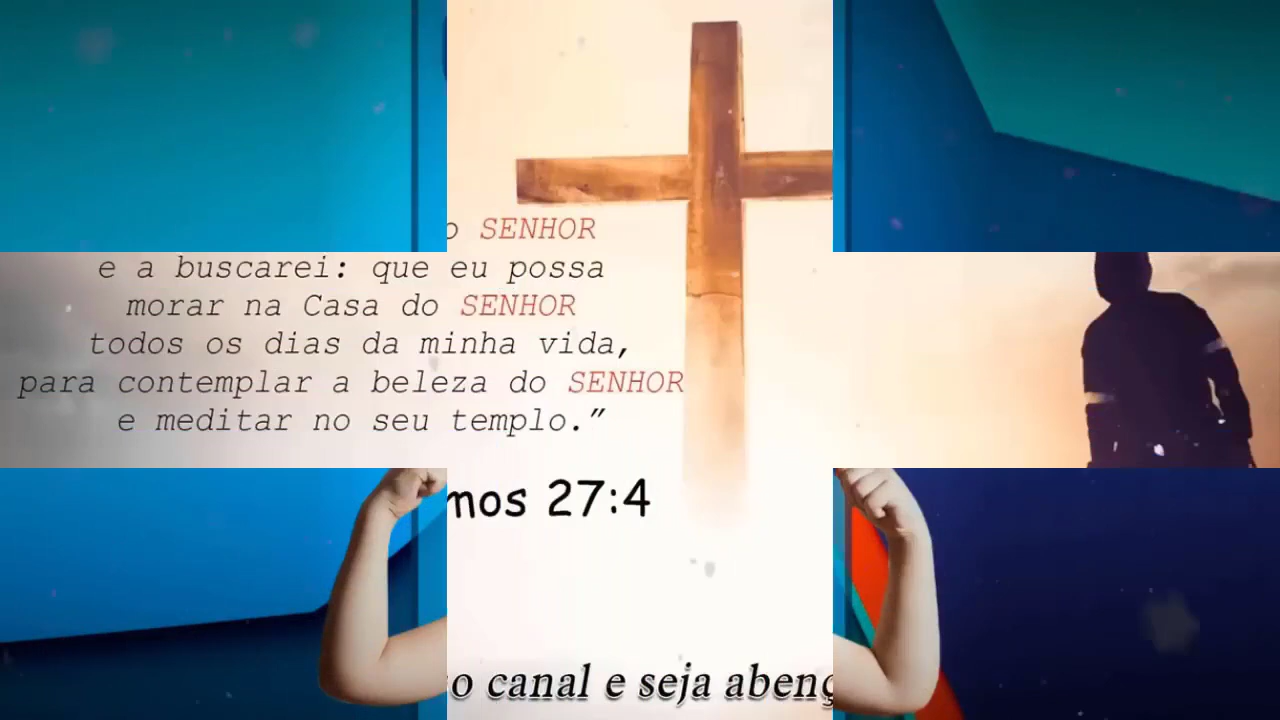 o SENHOR
e a buscarei: que eu possa
morar na Casa do SENHOR
todos os dias da minha vida,
para contemplar a beleza do SENHOR
e meditar no seu templo.”
mos 27:4
so canal e seja abenç